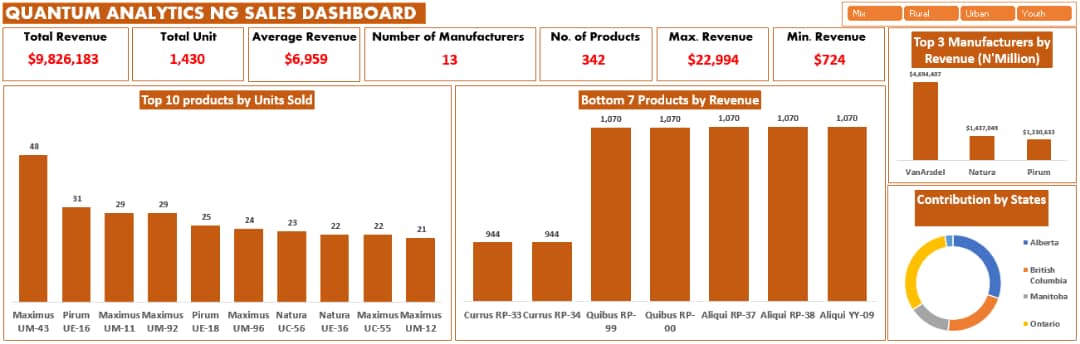 QUANTUM ANALYTICS NG SALES DASHBOARD
Mix Rural Urban Youth
Total Revenue
$9,826,183
Total Unit
1,430
Average Revenue
$6,959
Number of Manufacturers
13
No. of Products
342
Max. Revenue
$22,994
Min. Revenue
$724
Top 10 products by Units Sold
48
31
29
29
25
24
23
22
22
21
Maximus UM-43
Pirum UE-16
Maximus UM-11
Maximus UM-92
Pirum UE-18
Maximus UM-96
Natura UC-56
Natura UE-36
Maximus UC-55
Maximus UM-12
Bottom 7 Products by Revenue
944
944
1,070
1,070
1,070
1,070
1,070
Currus RP-33
Currus RP-34
Quibus RP-99
Quibus RP-00
Aliqui RP-37
Aliqui RP-38
Aliqui YY-09
Top 3 Manufacturers by
Revenue (N'Million)
$4,694,407
$1,437,049
$1,230,633
VanArsdel
Natura
Pirum
Contribution by States
Alberta
British
Columbia
Manitoba
Ontario